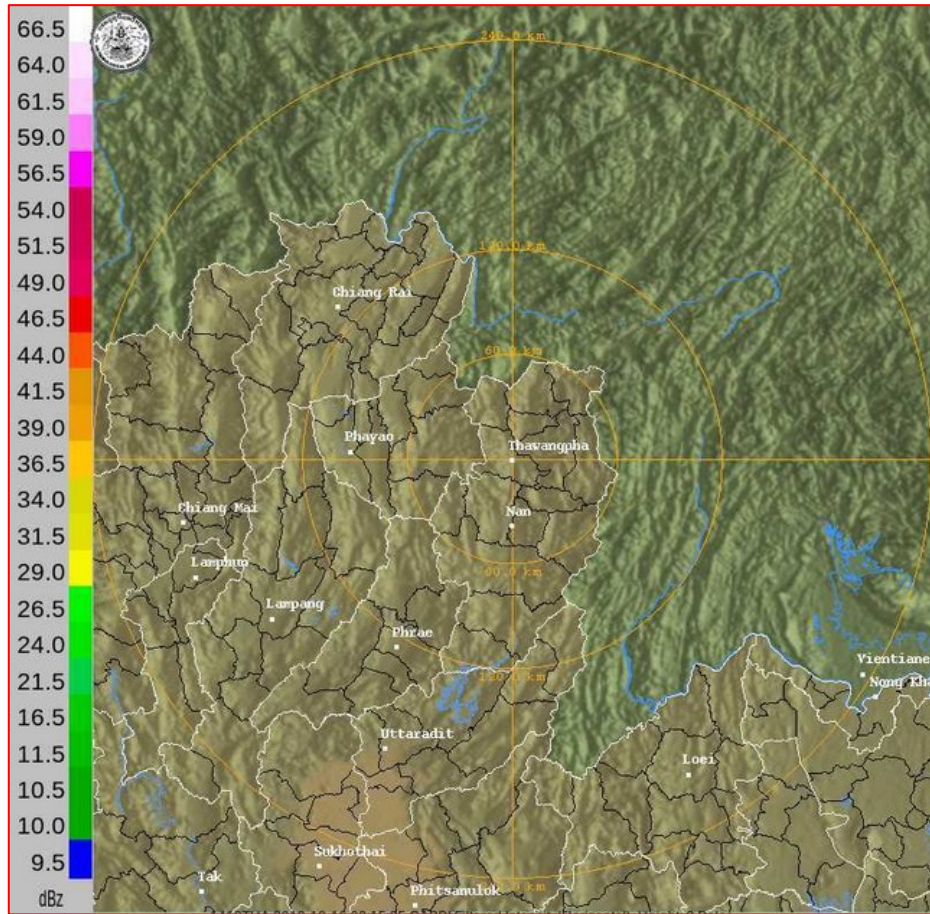 66.5
64.0
61.5
59.0
56.5
54.0
51.5
49.0
46.5
44.0
41.5
39.0
36.5
34.0
31.5
29.0
26.5
24.0
21.5
16.5
11.5
10.5
10.0
9.5
dBz
240.0 km
120.0 km
Chiang Rai
60.0 km
Phayao
Thawangpha
Chiang Mai
Nan
Lamphun
60.0 km
Lampang
Phrae
Vientiane
120.0 km
Nong Kha
Uttaradit
Loei
Sukhothai
Tak
Phitsanulok